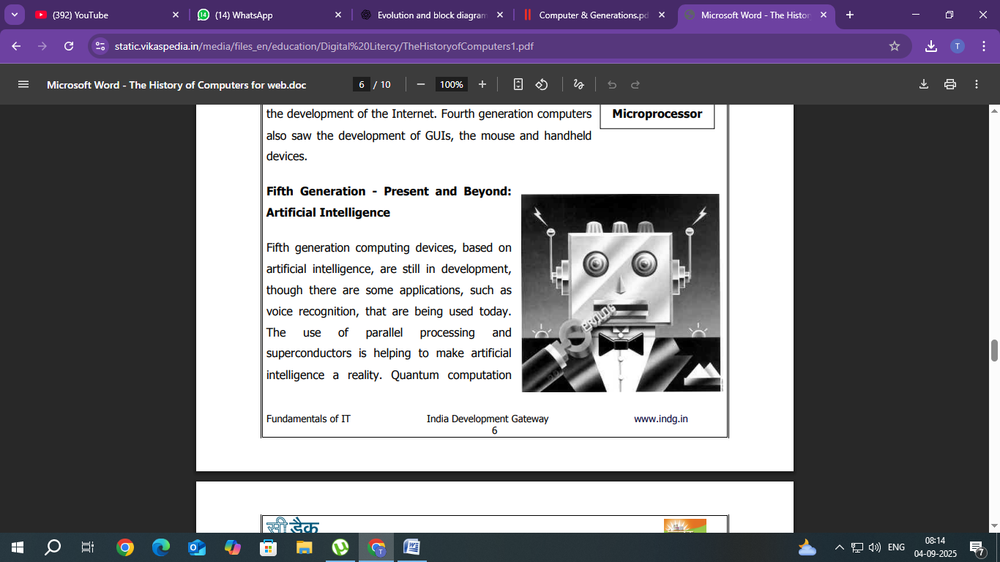 (392) YouTube
(14) WhatsApp
Evolution and block diagram
Computer & Generations.pd
Microsoft Word - The Histor
static.vikaspedia.in/media/files_en/education/Digital%20Litercy/TheHistoryofComputers1.pdf
T
Microsoft Word - The History of Computers for web.doc
6 / 10
100%
the development of the Internet. Fourth generation computers
also saw the development of GUIs, the mouse and handheld
devices.
Microprocessor
Fifth Generation - Present and Beyond:
Artificial Intelligence
Fifth generation computing devices, based on
artificial intelligence, are still in development,
though there are some applications, such as
voice recognition, that are being used today.
The use of parallel processing and
superconductors is helping to make artificial
intelligence a reality. Quantum computation
PROLOG
Fundamentals of IT India Development Gateway www.indg.in
6
सी डैक
ENG
08:14
04-09-2025
7